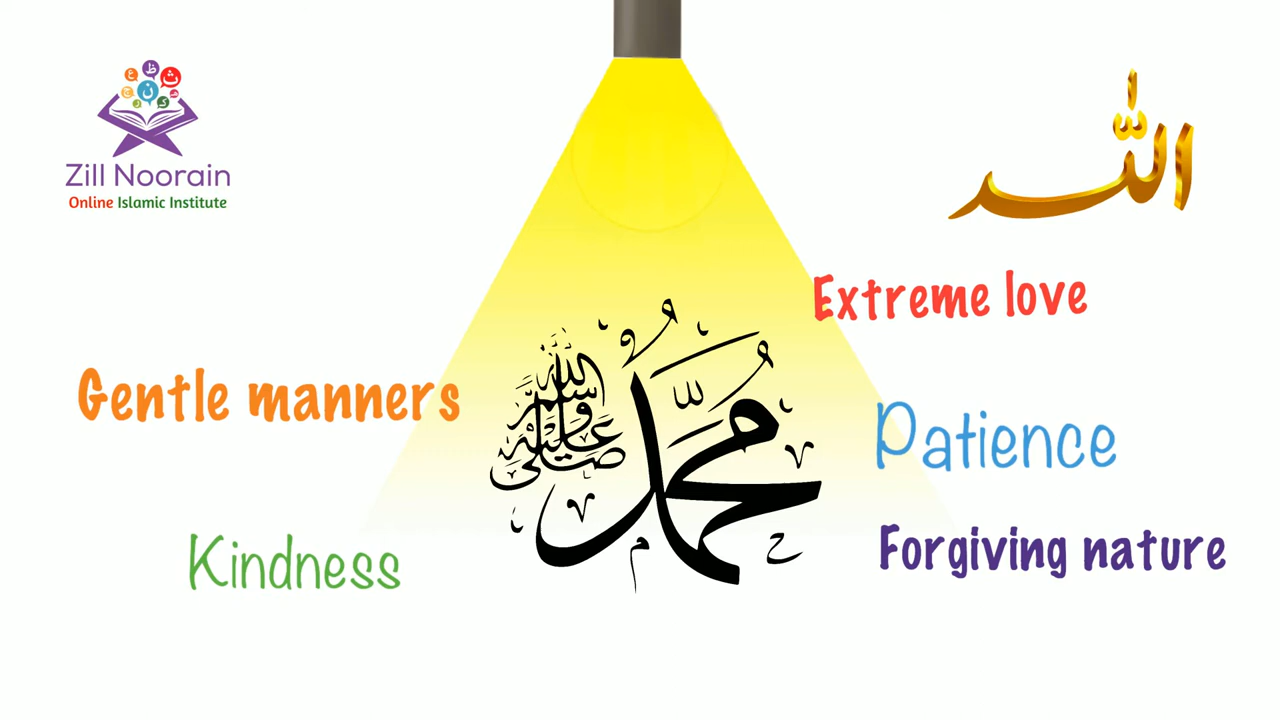 Zill Noorain
Online Islamic Institute
الله
Extreme love
Gentle manners
محمد
صلى الله عليه وسلم
Patience
Kindness
Forgiving nature